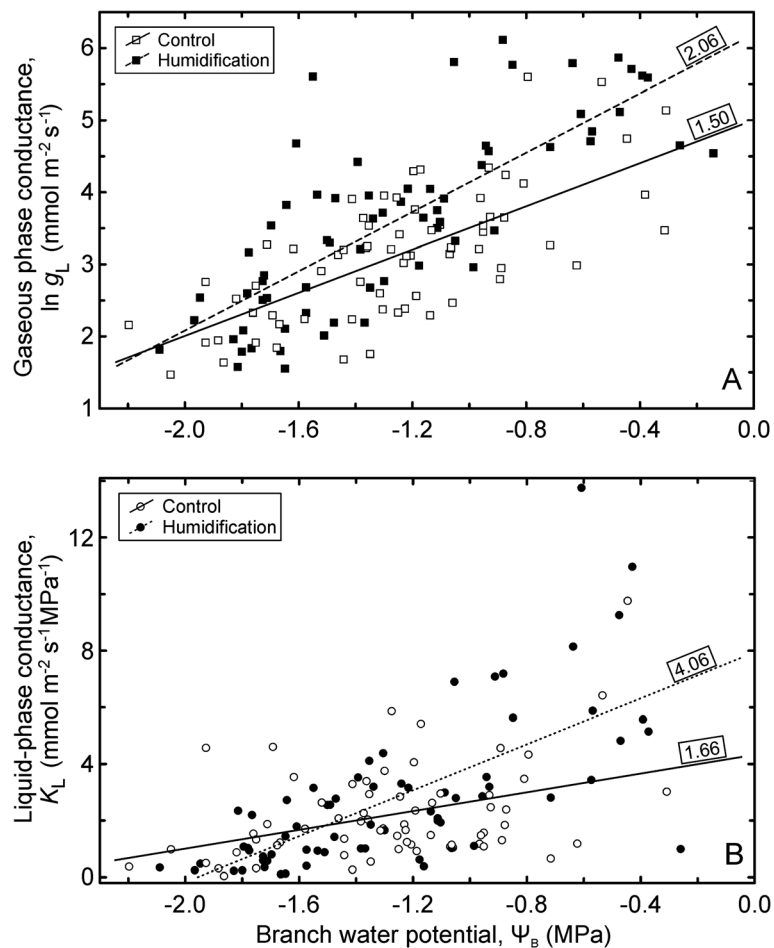 6
5
4
3
2
1
Gaseous phase conductance,
ln gL (mmol m⁻² s⁻¹)
Control
Humidification
2.06
1.50
A
-2.0 -1.6 -1.2 -0.8 -0.4 0.0
12
8
4
0
Liquid-phase conductance,
KL (mmol m⁻² s⁻¹ MPa⁻¹)
Control
Humidification
4.06
1.66
B
-2.0 -1.6 -1.2 -0.8 -0.4 0.0
Branch water potential, ΨB (MPa)